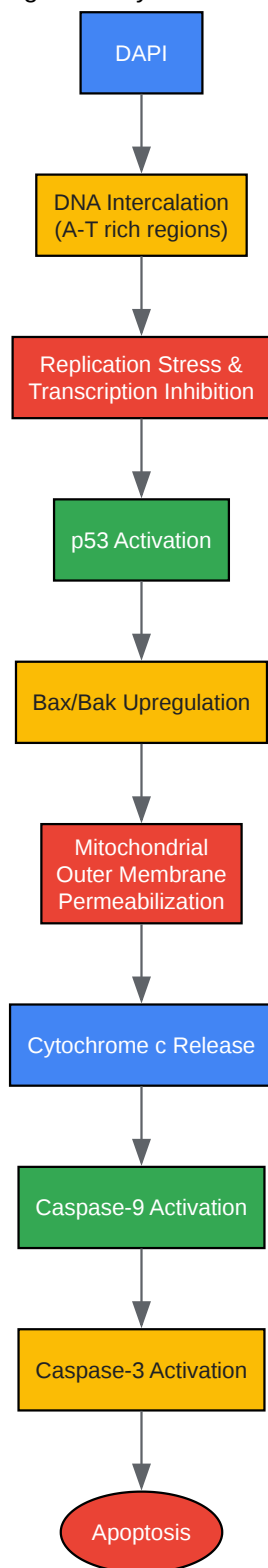 DAPI
DNA Intercalation
(A-T rich regions)
Replication Stress &
Transcription Inhibition
p53 Activation
Bax/Bak Upregulation
Mitochondrial
Outer Membrane
Permeabilization
Cytochrome c Release
Caspase-9 Activation
Caspase-3 Activation
Apoptosis